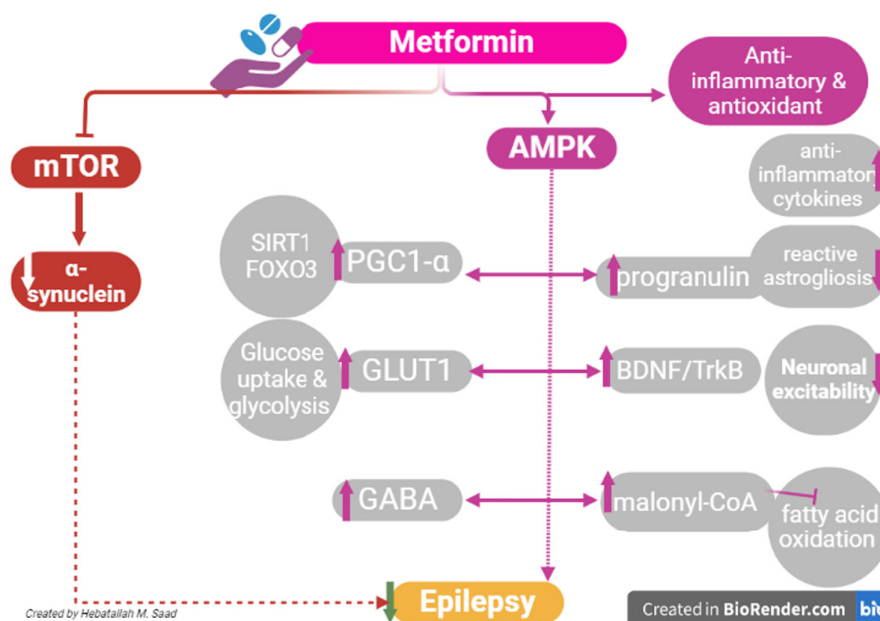 Metformin
Anti-
inflammatory &
antioxidant
mTOR
AMPK
anti-
inflammatory
cytokines
α-
synuclein
SIRT1
FOXO3
PGC1-α
progranulin
reactive
astrogliosis
Glucose
uptake &
glycolysis
GLUT1
BDNF/TrkB
Neuronal
excitability
GABA
malonyl-CoA
fatty acid
oxidation
Epilepsy
Created by Hebatallah M. Saad
Created in BioRender.com